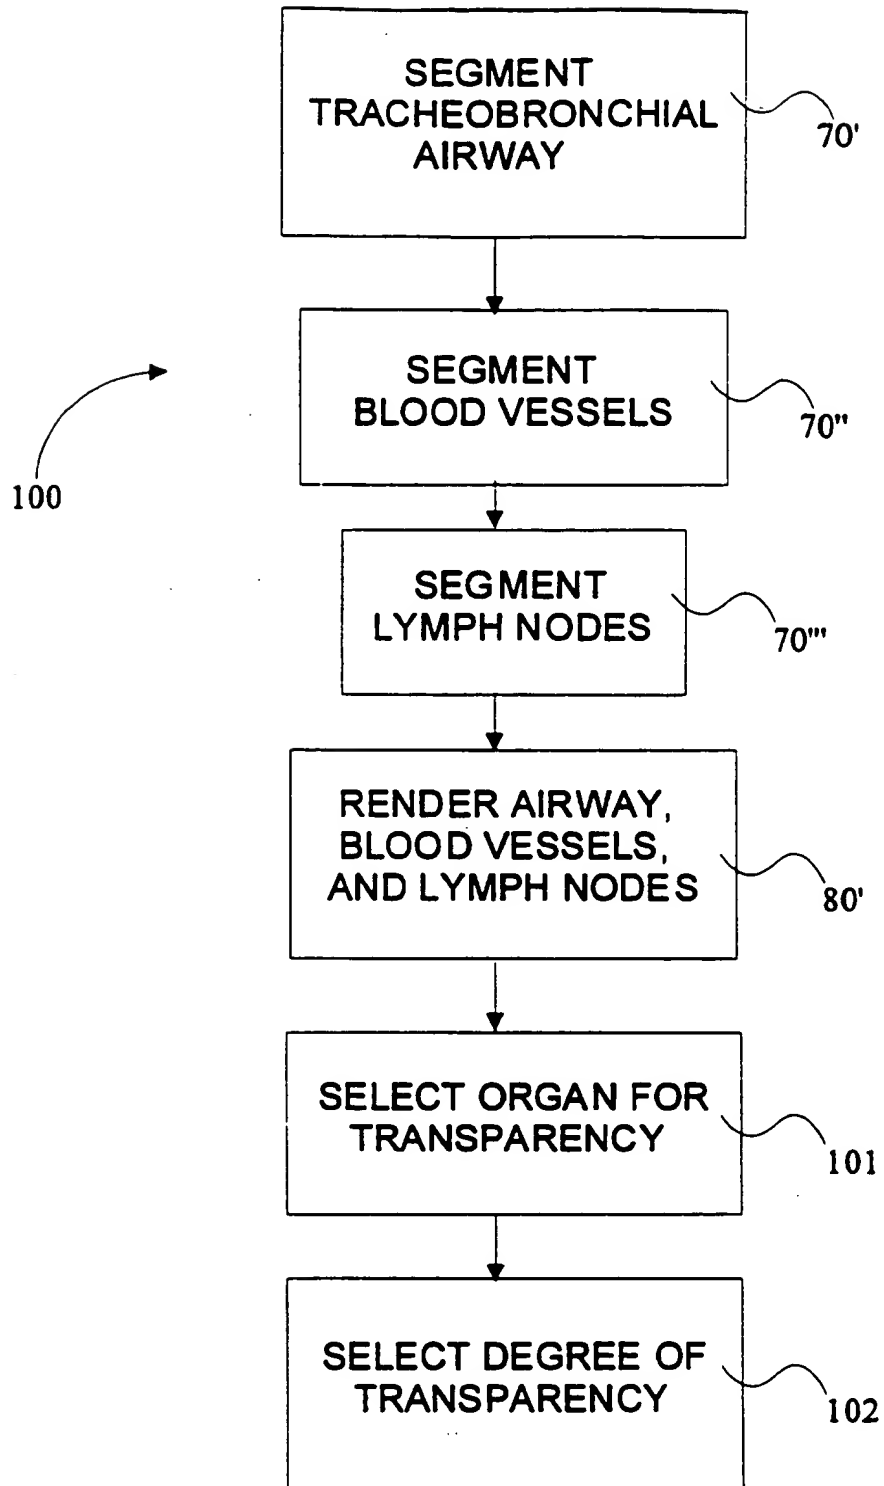 SEGMENT
TRACHEOBRONCHIAL
AIRWAY
70'
SEGMENT
BLOOD VESSELS
70"
100
SEGMENT
LYMPH NODES
70'"
RENDER AIRWAY,
BLOOD VESSELS,
AND LYMPH NODES
80'
SELECT ORGAN FOR
TRANSPARENCY
101
SELECT DEGREE OF
TRANSPARENCY
102